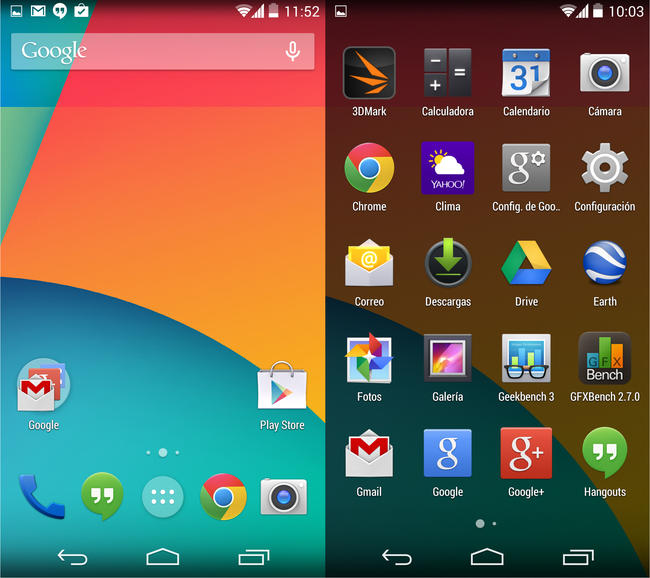 11:52
Google
Google
Play Store
10:03
3DMark
Calculadora
31
Calendario
Cámara
Chrome
YAHOO!
Clima
g
Config. de Goo..
Configuración
@
Correo
Descargas
Drive
Earth
Fotos
Galería
Geekbench 3
GFX
Bench
GFXBench 2.7.0
Gmail
g
Google
g+
Google+
Hangouts